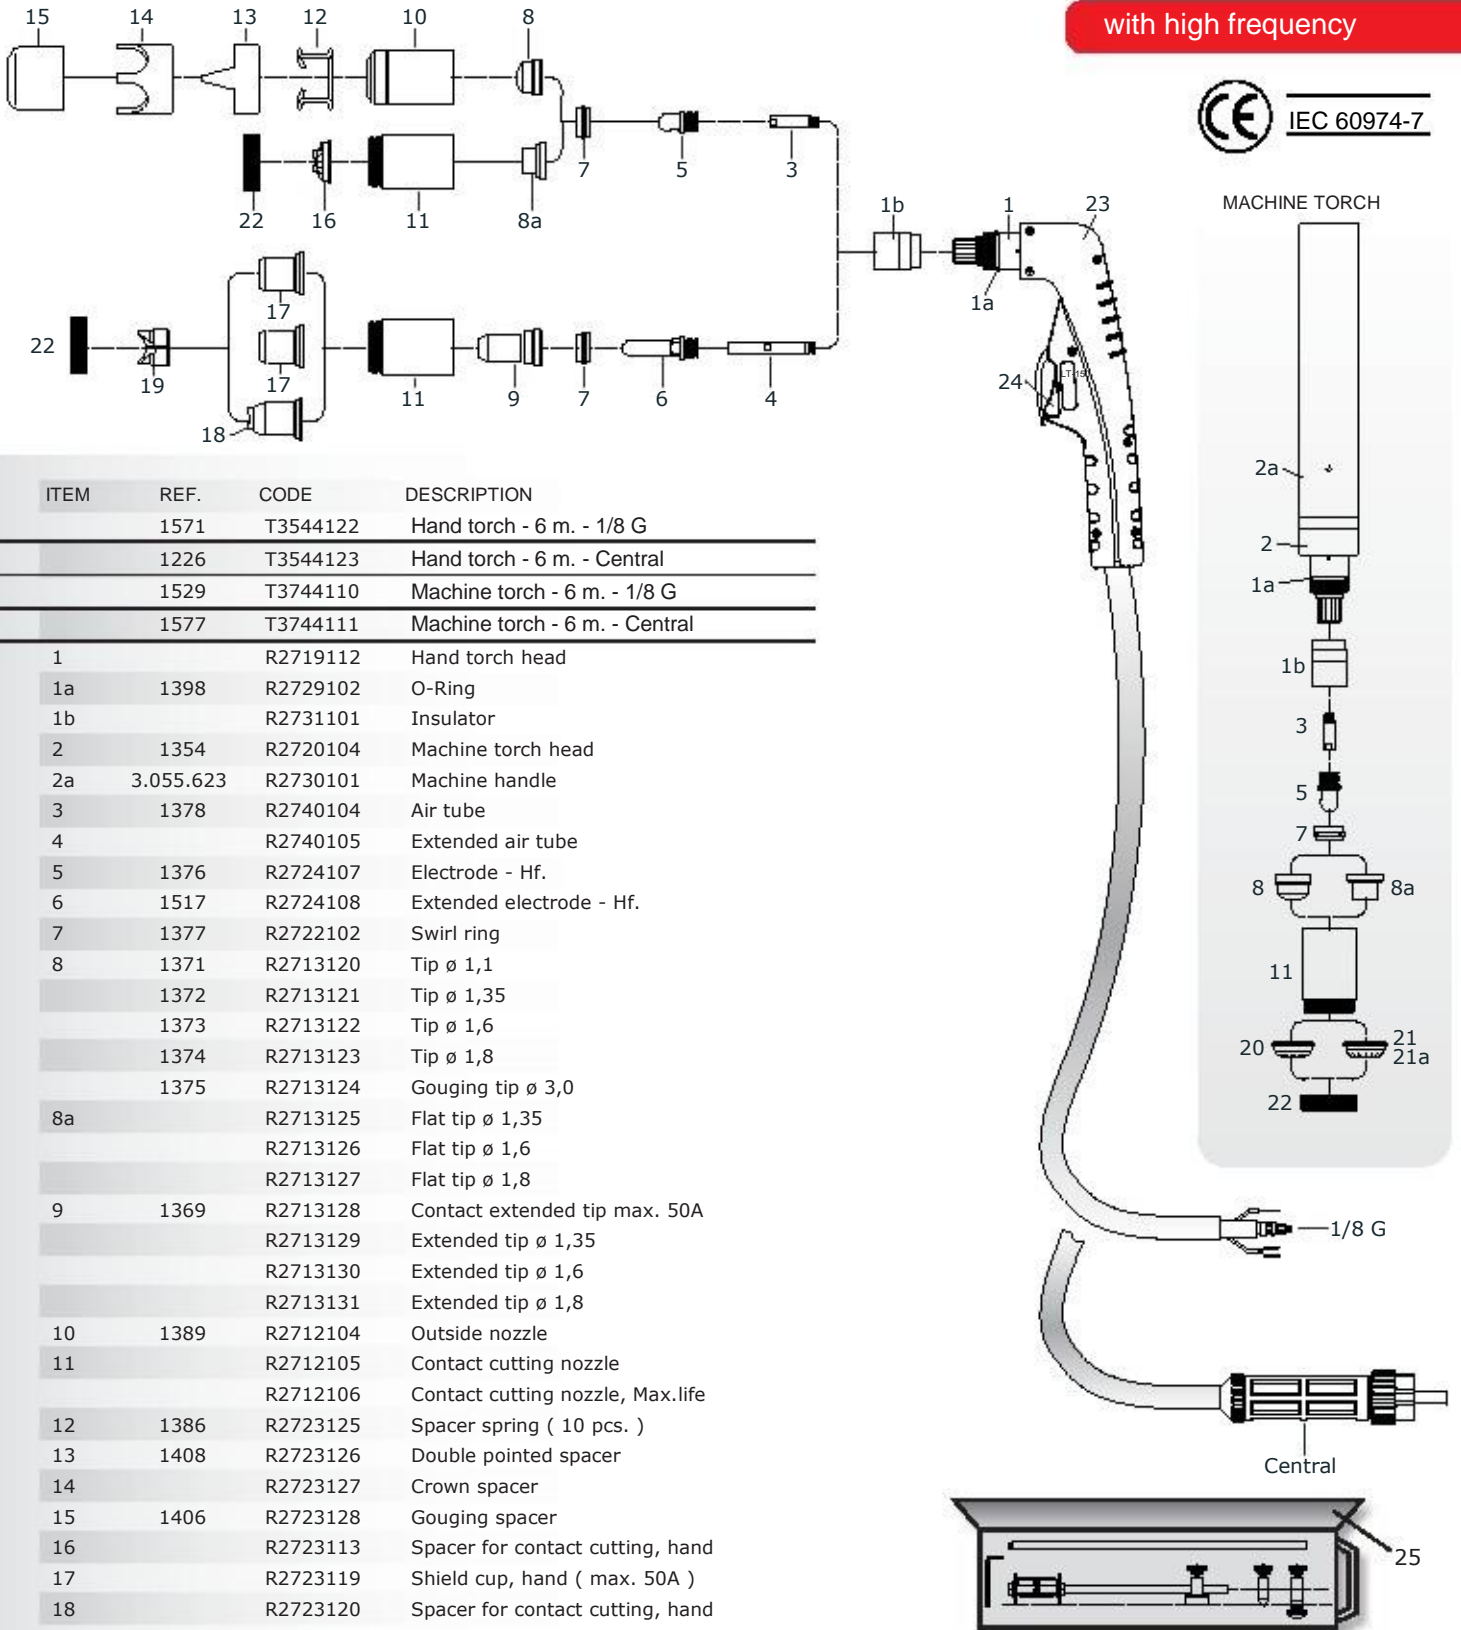 15 14 13 12 10 8
with high frequency
CE
IEC 60974-7
7 5 3
22 16 11 8a
1b 1 23
MACHINE TORCH
1a
17
22
19 17 11 9 7 6 4
24
LT-150
18
2a
2
1a
1b
3
5
7
8 8a
11
20 21
21a
22
ITEM REF. CODE DESCRIPTION
1571 T3544122 Hand torch - 6 m. - 1/8 G
1226 T3544123 Hand torch - 6 m. - Central
1529 T3744110 Machine torch - 6 m. - 1/8 G
1577 T3744111 Machine torch - 6 m. - Central
1 R2719112 Hand torch head
1a 1398 R2729102 O-Ring
1b R2731101 Insulator
2 1354 R2720104 Machine torch head
2a 3.055.623 R2730101 Machine handle
3 1378 R2740104 Air tube
4 R2740105 Extended air tube
5 1376 R2724107 Electrode - Hf.
6 1517 R2724108 Extended electrode - Hf.
7 1377 R2722102 Swirl ring
8 1371 R2713120 Tip ø 1,1
1372 R2713121 Tip ø 1,35
1373 R2713122 Tip ø 1,6
1374 R2713123 Tip ø 1,8
1375 R2713124 Gouging tip ø 3,0
8a R2713125 Flat tip ø 1,35
R2713126 Flat tip ø 1,6
R2713127 Flat tip ø 1,8
9 1369 R2713128 Contact extended tip max. 50A
R2713129 Extended tip ø 1,35
R2713130 Extended tip ø 1,6
R2713131 Extended tip ø 1,8
10 1389 R2712104 Outside nozzle
11 R2712105 Contact cutting nozzle
R2712106 Contact cutting nozzle, Max.life
12 1386 R2723125 Spacer spring ( 10 pcs. )
13 1408 R2723126 Double pointed spacer
14 R2723127 Crown spacer
15 1406 R2723128 Gouging spacer
16 R2723113 Spacer for contact cutting, hand
17 R2723119 Shield cup, hand ( max. 50A )
18 R2723120 Spacer for contact cutting, hand
1/8 G
Central
25